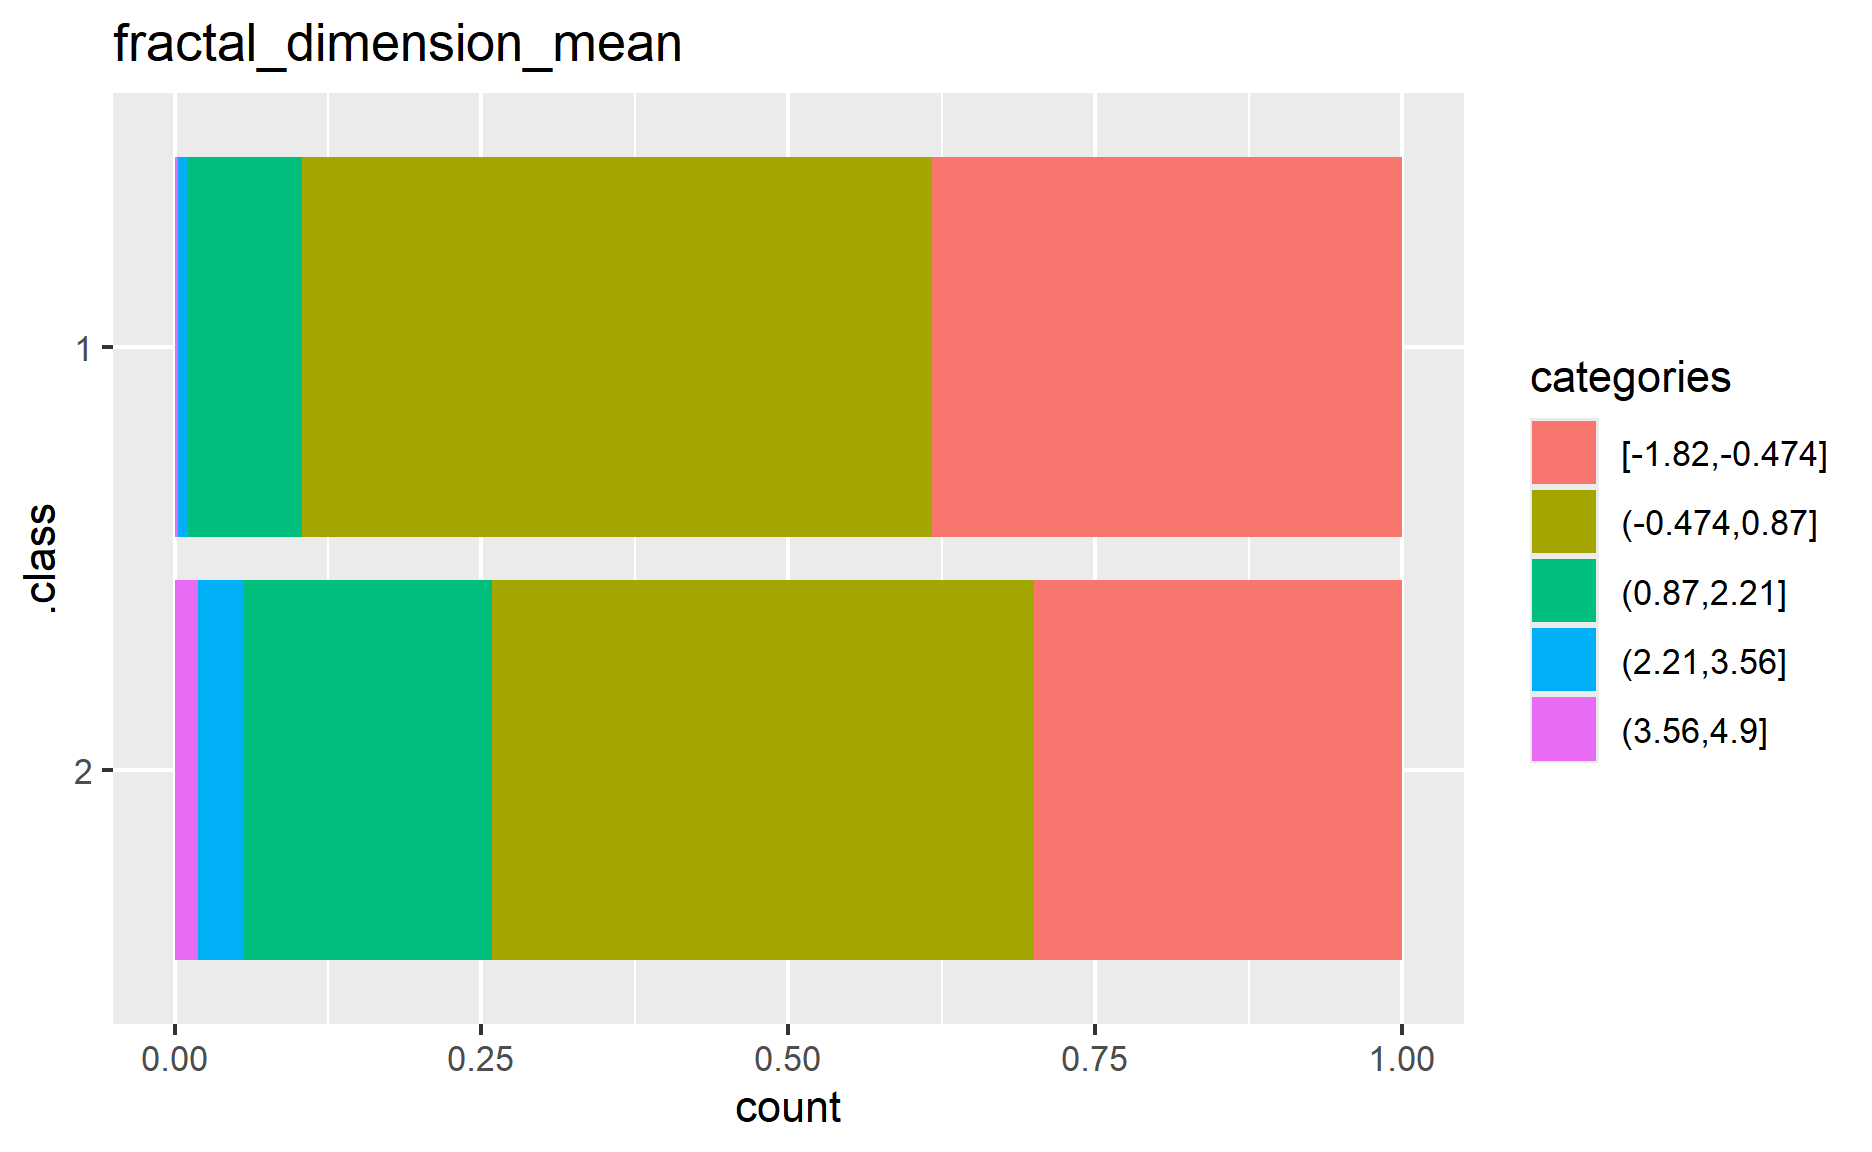 fractal_dimension_mean
.class
1
2
0.00 0.25 0.50 0.75 1.00
count
categories
[-1.82,-0.474]
(-0.474,0.87]
(0.87,2.21]
(2.21,3.56]
(3.56,4.9]